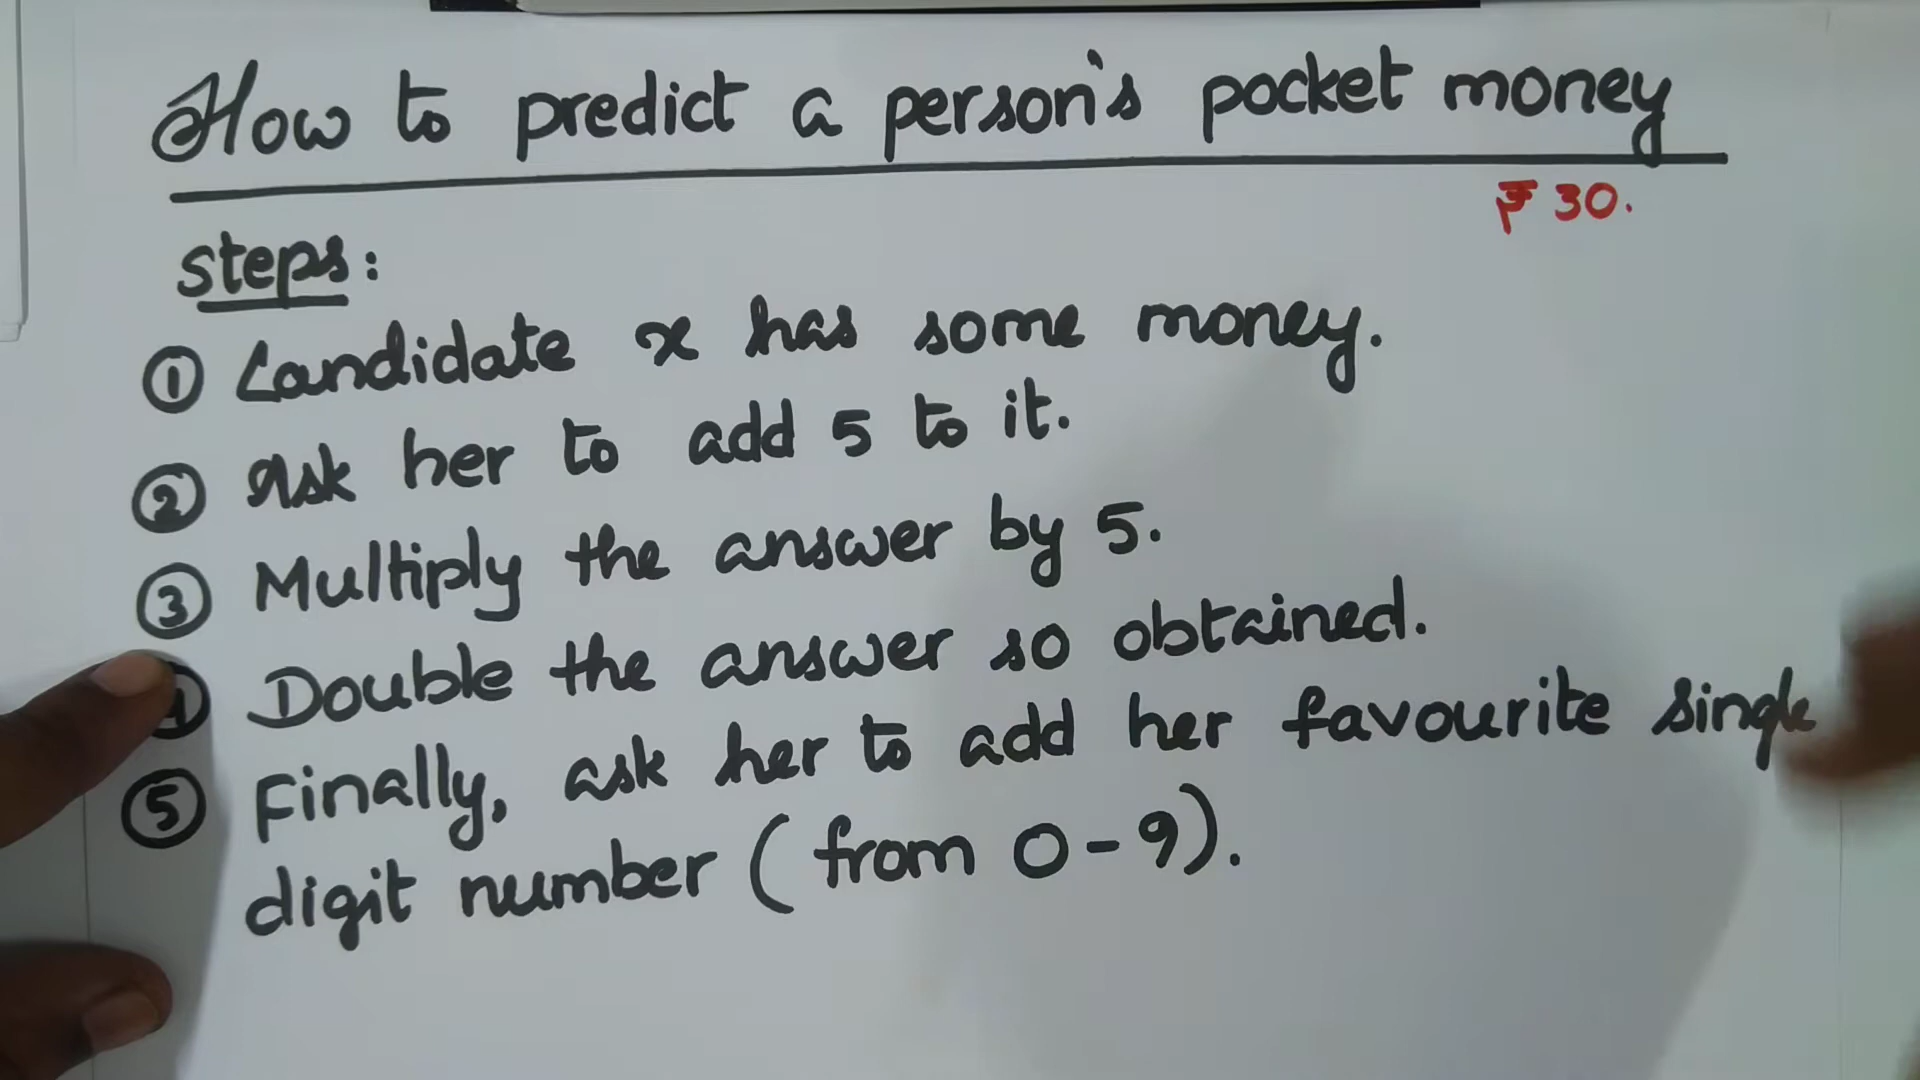 How to predict a person's pocket money
₹ 30.
Steps:
① Candidate x has some money.
② Ask her to add 5 to it.
③ Multiply the answer by 5.
④ Double the answer so obtained.
⑤ Finally, ask her to add her favourite single
digit number (from 0-9).